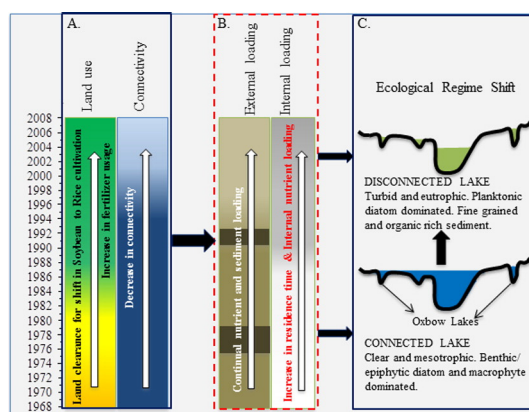 A.
Land use
Connectivity
2008
2006
2004
2002
2000
1998
1996
1994
1992
1990
1988
1986
1984
1982
1980
1978
1976
1974
1972
1970
1968
Land clearance for shift in Soybean to Rice cultivation
Increase in fertilizer usage
Decrease in connectivity
B.
External loading
Internal loading
Continual nutrient and sediment loading
Increase in residence time & Internal nutrient loading
C.
Ecological Regime Shift
DISCONNECTED LAKE
Turbid and eutrophic. Planktonic
diatom dominated. Fine grained
and organic rich sediment.
Oxbow Lakes
CONNECTED LAKE
Clear and mesotrophic. Benthic/
epiphytic diatom and macrophyte
dominated.